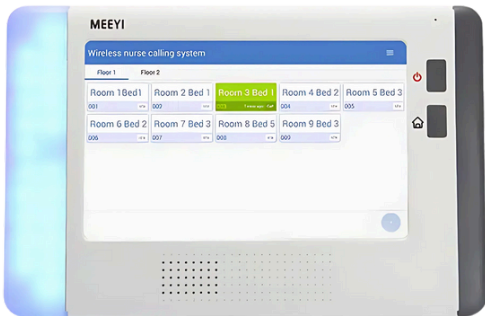 MEEYI
Wireless nurse calling system
Floor 1 Floor 2
Room 1Bed1 Room 2 Bed 1 Room 3 Bed 1 Room 4 Bed 2 Room 5 Bed 3
001 002 003 004 005
Room 6 Bed 2 Room 7 Bed 3 Room 8 Bed 5 Room 9 Bed 3
006 007 008 009